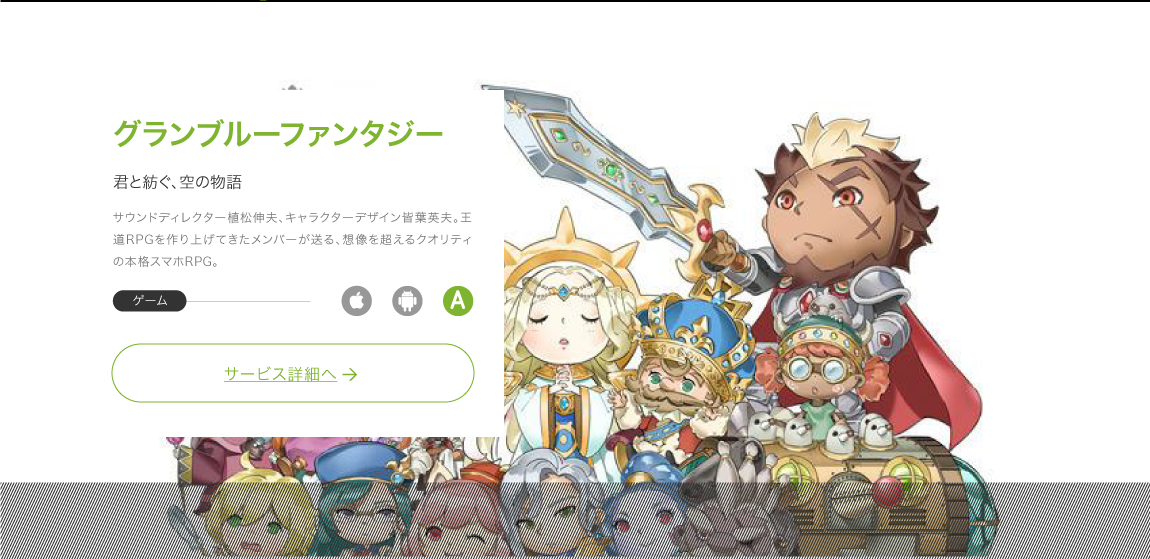 グランブルーファンタジー
君と紡ぐ、空の物語
サウンドディレクター植松伸夫、キャラクターデザイン皆葉英夫。王
道RPGを作り上げてきたメンバーが送る、想像を超えるクオリティ
の本格スマホRPG。
ゲーム
A
サービス詳細へ